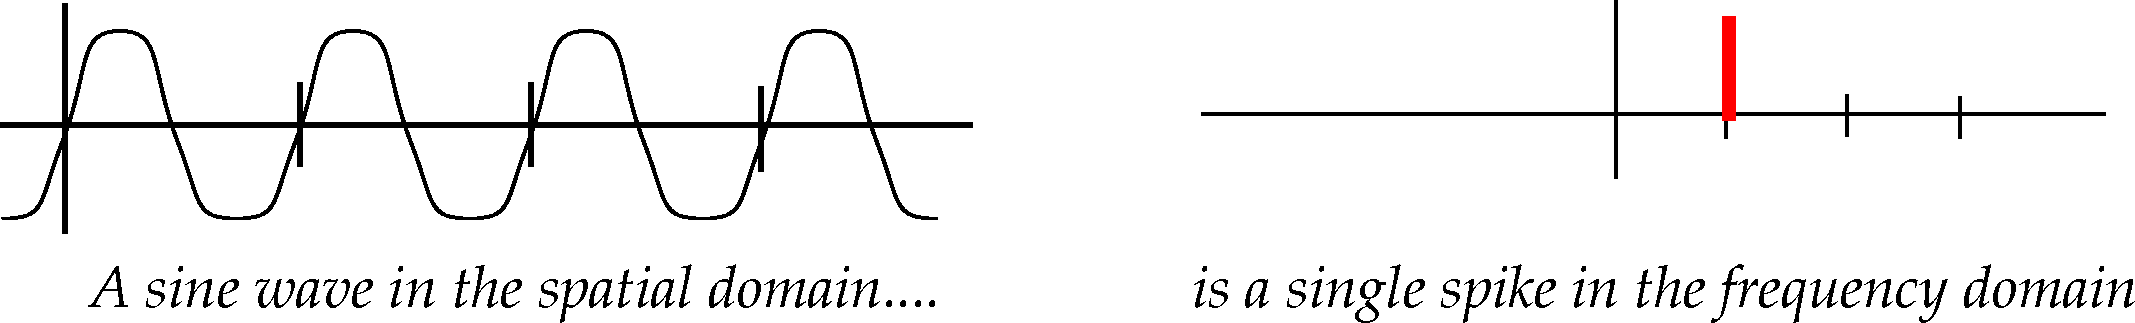 A sine wave in the spatial domain....
is a single spike in the frequency domain